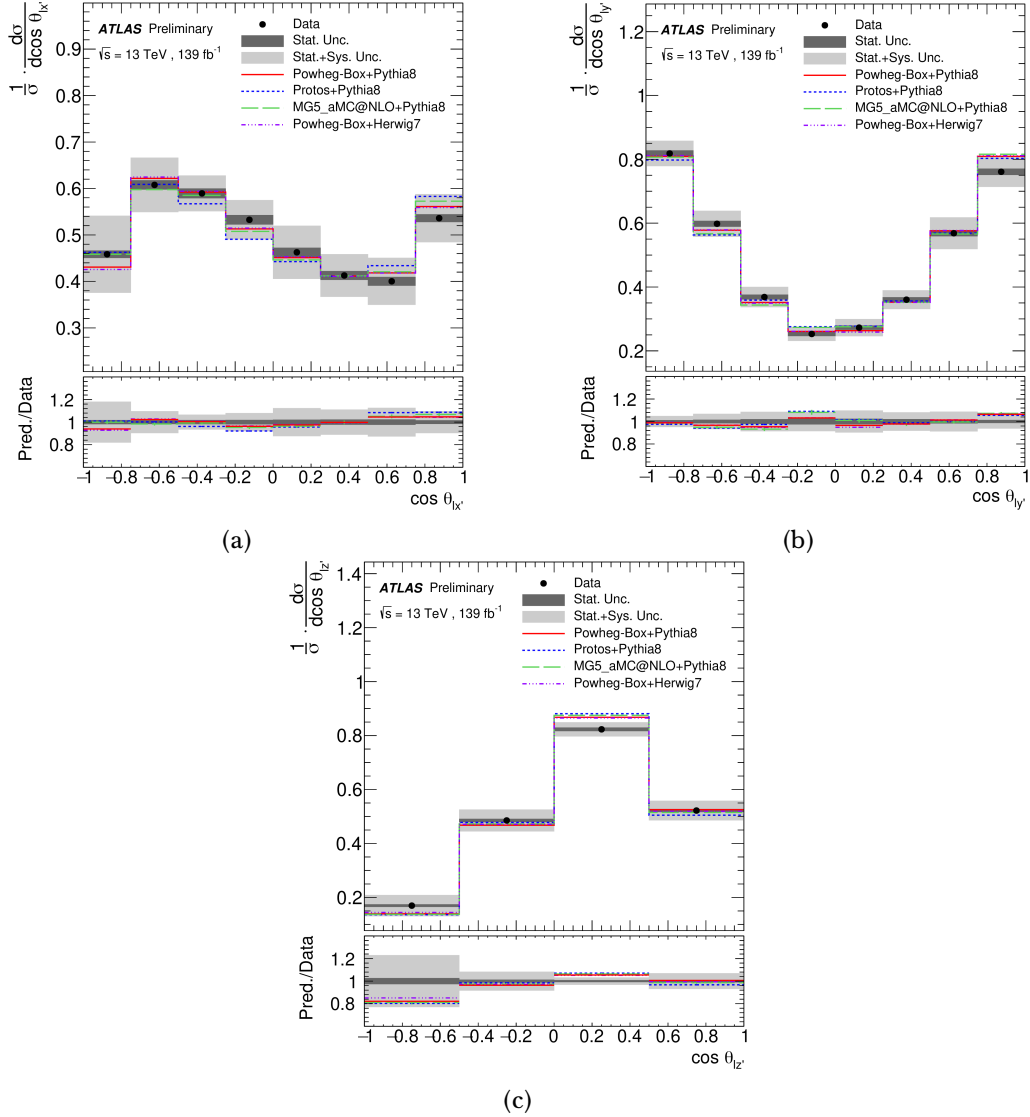 ATLAS Preliminary
√s = 13 TeV , 139 fb-1
Data
Stat. Unc.
Stat.+Sys. Unc.
Powheg-Box+Pythia8
Protos+Pythia8
MG5_aMC@NLO+Pythia8
Powheg-Box+Herwig7
1/σ · dσ/dcos θlx'
0.9
0.8
0.7
0.6
0.5
0.4
0.3
Pred./Data
1.2
1
0.8
−1 −0.8 −0.6 −0.4 −0.2 0 0.2 0.4 0.6 0.8 1
cos θlx'
(a)
ATLAS Preliminary
√s = 13 TeV , 139 fb-1
Data
Stat. Unc.
Stat.+Sys. Unc.
Powheg-Box+Pythia8
Protos+Pythia8
MG5_aMC@NLO+Pythia8
Powheg-Box+Herwig7
1/σ · dσ/dcos θly'
1.2
1
0.8
0.6
0.4
0.2
Pred./Data
1.2
1
0.8
−1 −0.8 −0.6 −0.4 −0.2 0 0.2 0.4 0.6 0.8 1
cos θly'
(b)
ATLAS Preliminary
√s = 13 TeV , 139 fb-1
Data
Stat. Unc.
Stat.+Sys. Unc.
Powheg-Box+Pythia8
Protos+Pythia8
MG5_aMC@NLO+Pythia8
Powheg-Box+Herwig7
1/σ · dσ/dcos θlz'
1.4
1.2
1
0.8
0.6
0.4
0.2
Pred./Data
1.2
1
0.8
−1 −0.8 −0.6 −0.4 −0.2 0 0.2 0.4 0.6 0.8 1
cos θlz'
(c)